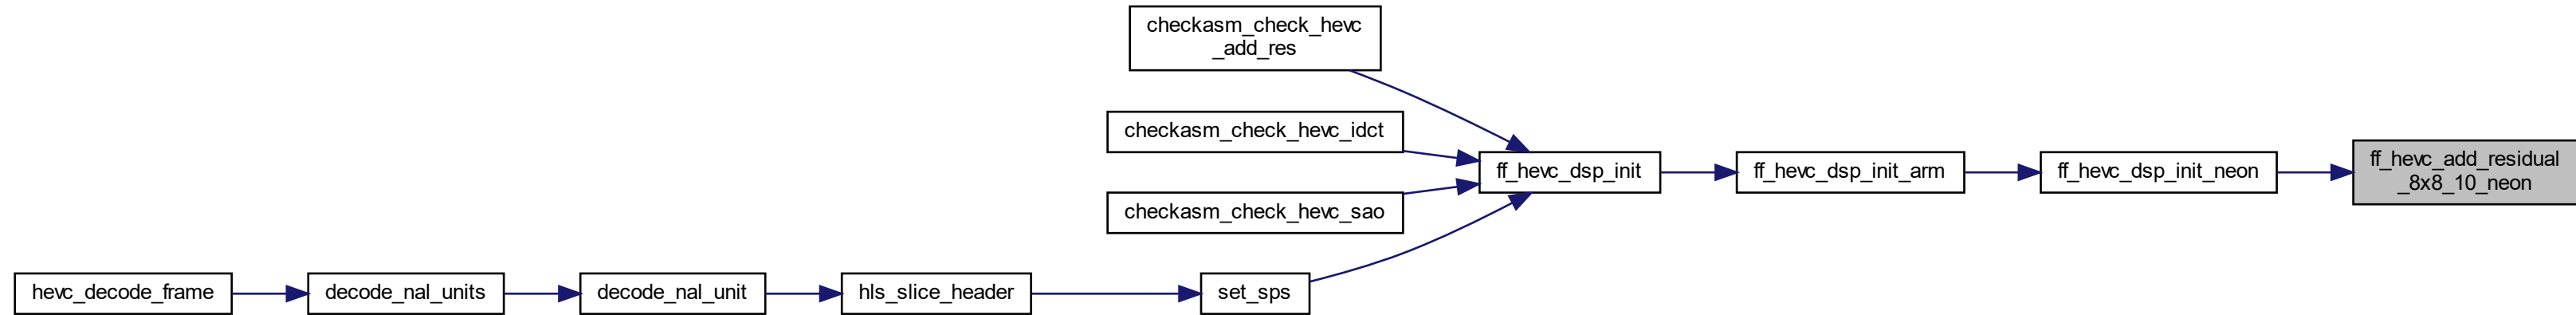 checkasm_check_hevc
_add_res
checkasm_check_hevc_idct
checkasm_check_hevc_sao
hevc_decode_frame
decode_nal_units
decode_nal_unit
hls_slice_header
set_sps
ff_hevc_dsp_init
ff_hevc_dsp_init_arm
ff_hevc_dsp_init_neon
ff_hevc_add_residual
_8x8_10_neon